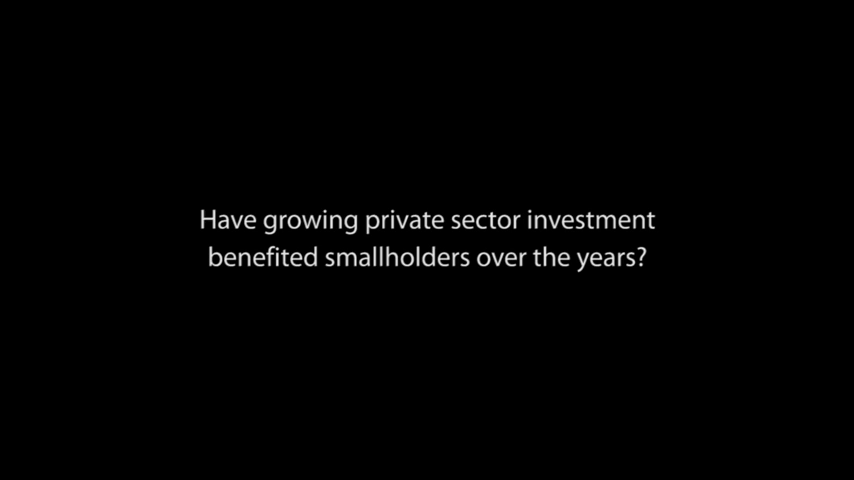 Have growing private sector investment
benefited smallholders over the years?